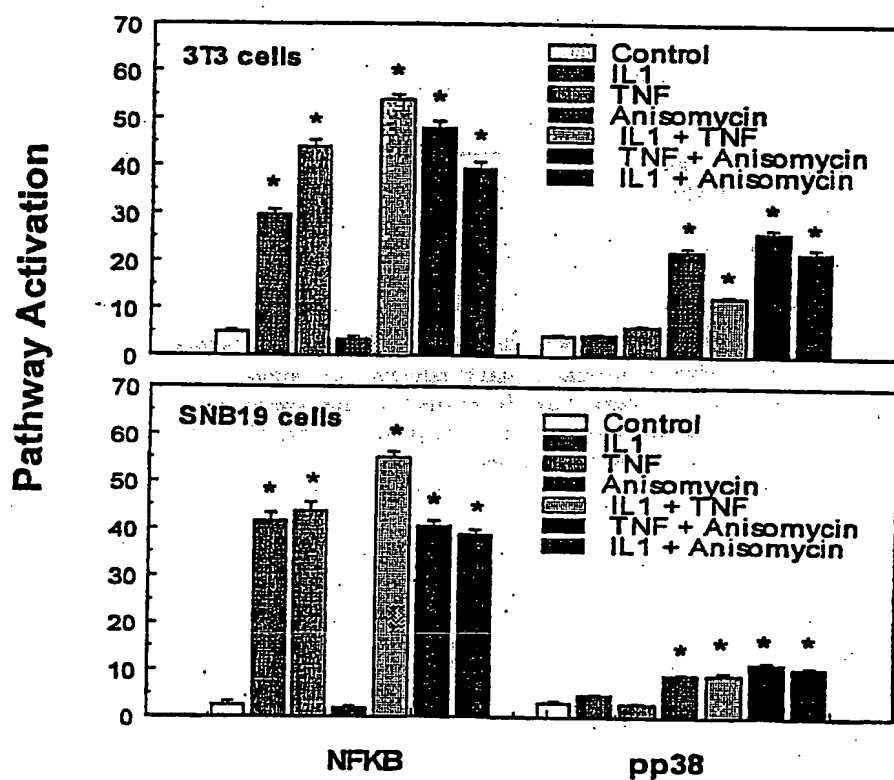 Pathway Activation
70
60
50
40
30
20
10
0
3T3 cells
Control
IL1
TNF
Anisomycin
IL1 + TNF
TNF + Anisomycin
IL1 + Anisomycin
* * * * *
* * * *
70
60
50
40
30
20
10
0
SNB19 cells
Control
IL1
TNF
Anisomycin
IL1 + TNF
TNF + Anisomycin
IL1 + Anisomycin
* * * * *
* * * *
NFKB
pp38